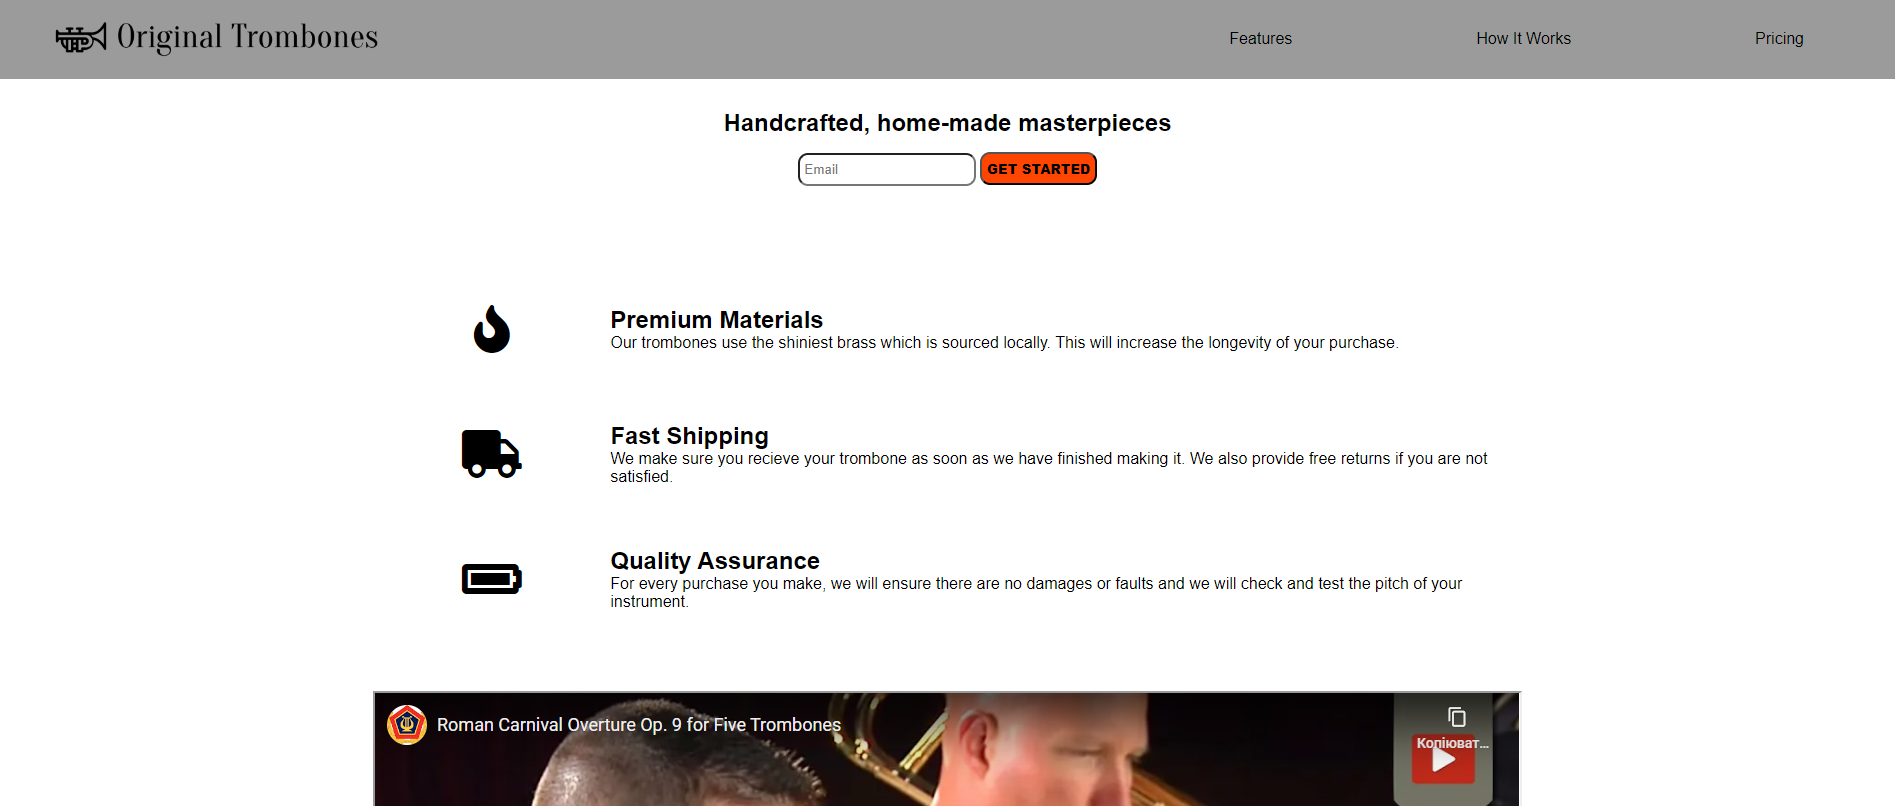 Original Trombones
Features
How It Works
Pricing
Handcrafted, home-made masterpieces
Email
GET STARTED
Premium Materials
Our trombones use the shiniest brass which is sourced locally. This will increase the longevity of your purchase.
Fast Shipping
We make sure you recieve your trombone as soon as we have finished making it. We also provide free returns if you are not
satisfied.
Quality Assurance
For every purchase you make, we will ensure there are no damages or faults and we will check and test the pitch of your
instrument.
Roman Carnival Overture Op. 9 for Five Trombones
Копіюват...